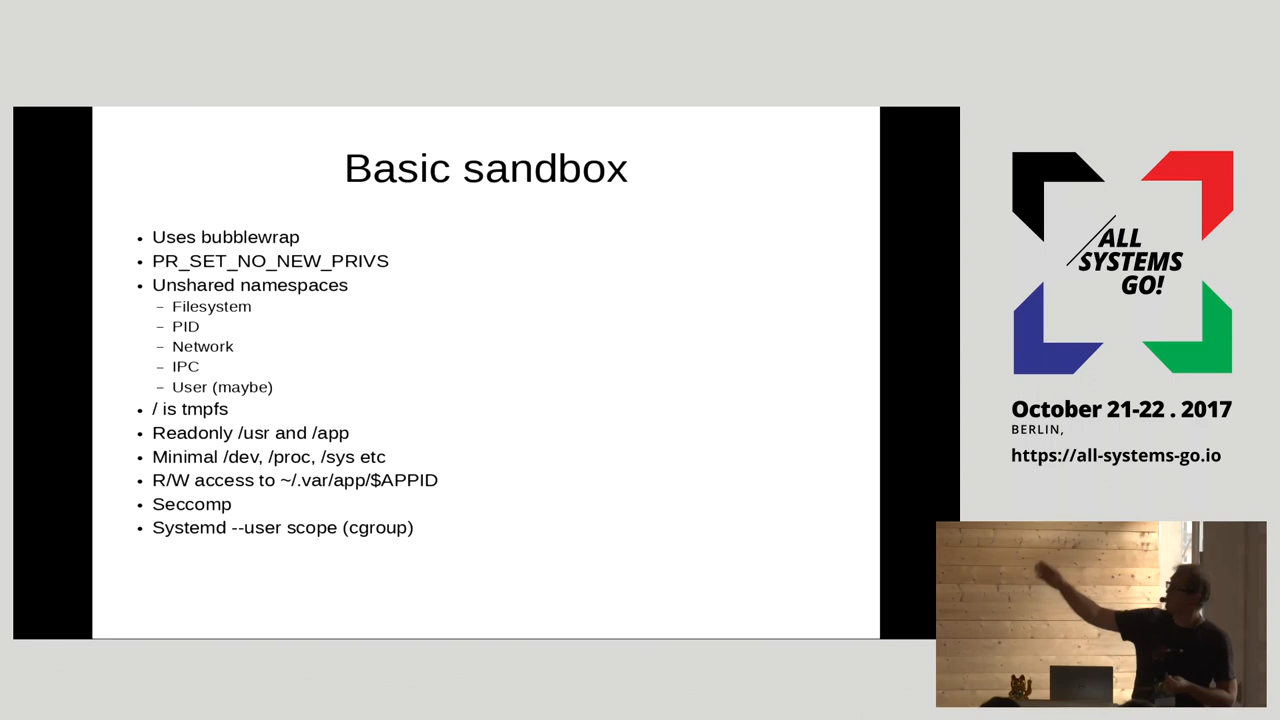 Basic sandbox
• Uses bubblewrap
• PR_SET_NO_NEW_PRIVS
• Unshared namespaces
– Filesystem
– PID
– Network
– IPC
– User (maybe)
• / is tmpfs
• Readonly /usr and /app
• Minimal /dev, /proc, /sys etc
• R/W access to ~/.var/app/$APPID
• Seccomp
• Systemd --user scope (cgroup)
ALL
SYSTEMS
GO!
October 21-22 . 2017
BERLIN,
https://all-systems-go.io